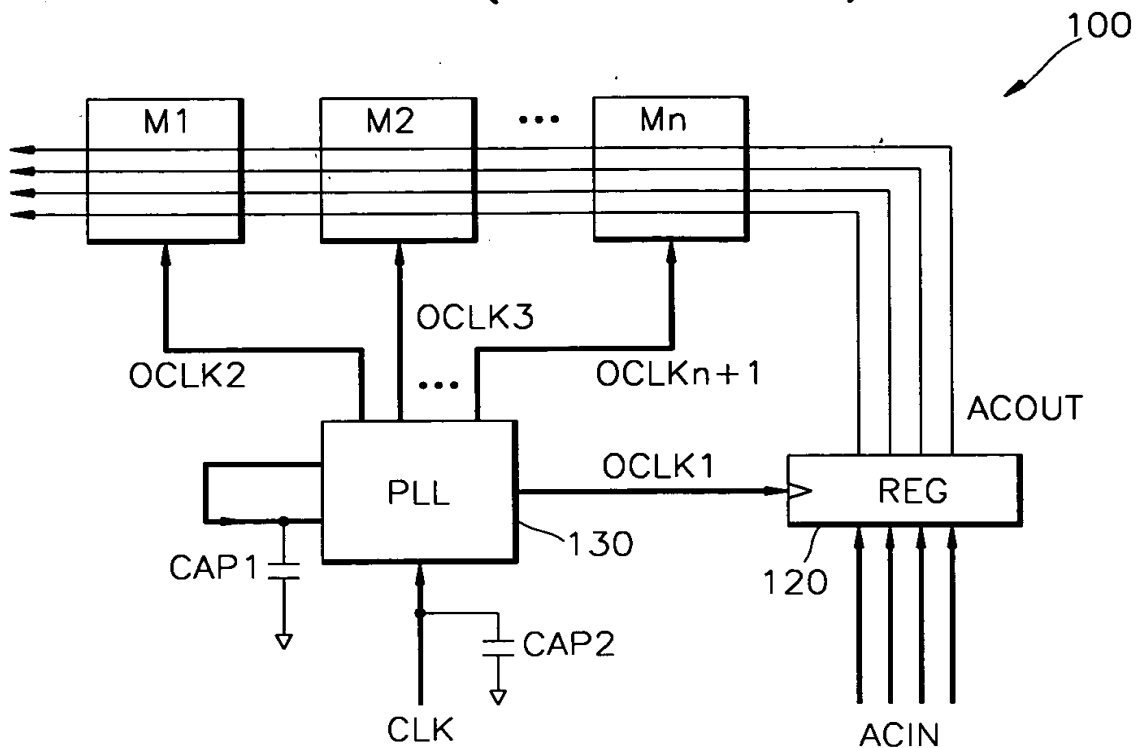 100
M1
M2
...
Mn
OCLK2
OCLK3
...
OCLKn+1
ACOUT
PLL
OCLK1
REG
130
120
CAP1
CAP2
CLK
ACIN